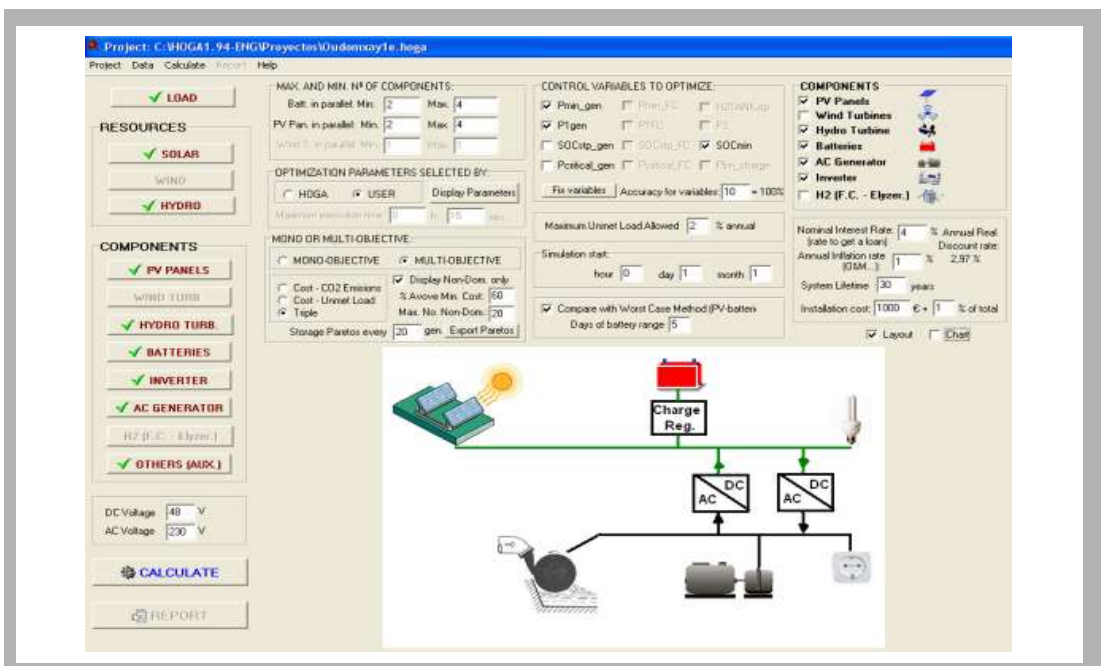 Project: C:\HOGA1.94-ENG\Proyectos\Oudomxay1e.hoga
Project Data Calculate Report Help
LOAD
RESOURCES
SOLAR
WIND
HYDRO
COMPONENTS
PV PANELS
WIND TURB.
HYDRO TURB.
BATTERIES
INVERTER
AC GENERATOR
H2 (F.C. - Elyzer.)
OTHERS (AUX.)
DC Voltage 48 V
AC Voltage 230 V
CALCULATE
REPORT
MAX. AND MIN. Nº OF COMPONENTS:
Batt. in parallel: Min. 2 Max. 4
PV Pan. in parallel: Min. 2 Max 4
Wind T. in parallel: Min. 1 Max. 1
OPTIMIZATION PARAMETERS SELECTED BY:
HOGA USER Display Parameters
Maximum execution time: 0 h. 15
MONO OR MULTI-OBJECTIVE:
MONO-OBJECTIVE MULTI-OBJECTIVE
Cost - CO2 Emisions
Cost - Unmet Load
Triple
Display Non-Dom. only
% Avove Min. Cost: 60
Max. No. Non-Dom. 20
Storage Paretos every 20 gen. Export Paretos
CONTROL VARIABLES TO OPTIMIZE:
Pmin_gen Pmin_FC
P1gen P1FC P2
SOCstp_gen SOCstp_FC SOCmin
Pcritical_gen Pcritical_FC Plim_charge
Fix variables Accuracy for variables: 10 = 100%
Maximum Unmet Load Allowed 2 % annual
Simulation start:
hour 0 day 1 month 1
Compare with Worst Case Method (PV-batteri
Days of battery range 5
COMPONENTS
PV Panels
Wind Turbines
Hydro Turbine
Batteries
AC Generator
Inverter
H2 (F.C. - Elyzer.)
Nominal Interest Rate: 4 %
(rate to get a loan)
Annual Inflation rate 1 %
(O&M...)
Annual Real
Discount rate:
2,97 %
System Lifetime 30 years
Installation cost: 1000 € + 1 % of total
Layout Chart
Charge
Reg.
DC
AC
DC
AC